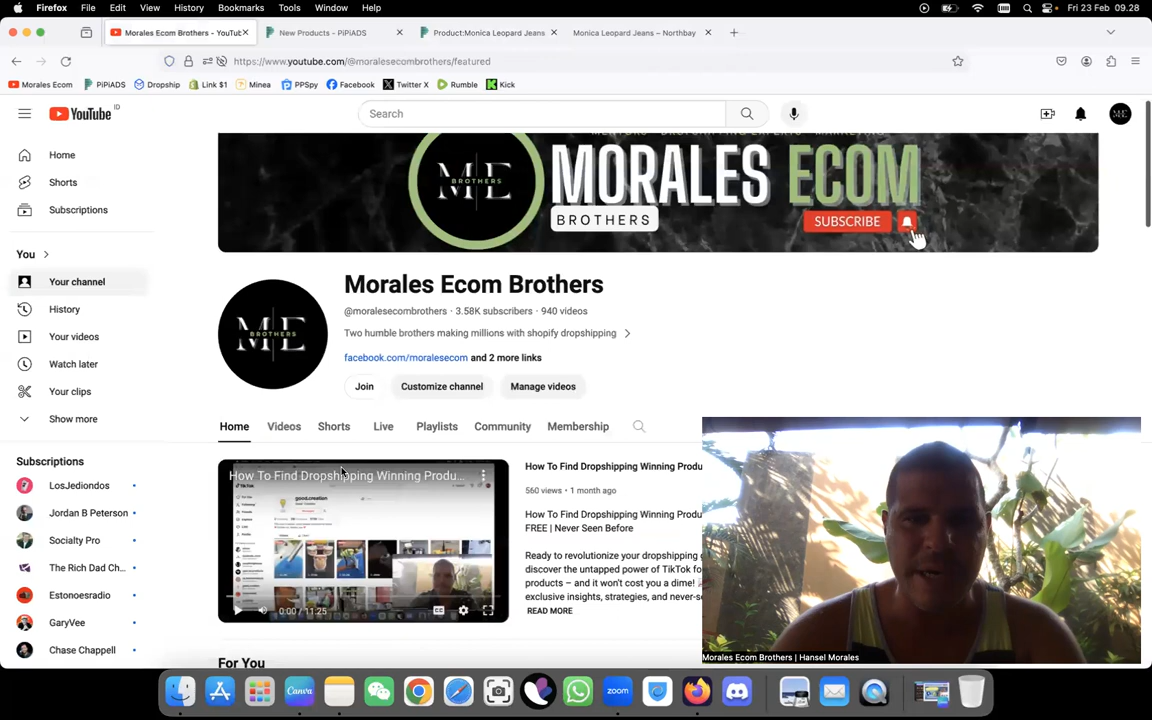 Firefox File Edit View History Bookmarks Tools Window Help Fri 23 Feb 09.28
Morales Ecom Brothers - YouTub × New Products - PiPiADS × Product:Monica Leopard Jeans × Monica Leopard Jeans – Northbay ×
https://www.youtube.com/@moralesecombrothers/featured
Morales Ecom PiPiADS Dropship Link $1 Minea PPSpy Facebook Twitter X Rumble Kick
YouTube ID Search
Home
Shorts
Subscriptions
You
Your channel
History
Your videos
Watch later
Your clips
Show more
Subscriptions
LosJediondos
Jordan B Peterson
Socialty Pro
The Rich Dad Ch...
Estonoesradio
GaryVee
Chase Chappell
ME BROTHERS
MORALES ECOM
BROTHERS
SUBSCRIBE
ME BROTHERS
Morales Ecom Brothers
@moralesecombrothers · 3.58K subscribers · 940 videos
Two humble brothers making millions with shopify dropshipping
facebook.com/moralesecom and 2 more links
Join Customize channel Manage videos
Home Videos Shorts Live Playlists Community Membership
How To Find Dropshipping Winning Produ...
good.creation
0:00 / 11:25
How To Find Dropshipping Winning Produ
560 views · 1 month ago
How To Find Dropshipping Winning Produ
FREE | Never Seen Before
Ready to revolutionize your dropshipping
discover the untapped power of TikTok fo
products – and it won't cost you a dime!
exclusive insights, strategies, and never-s
READ MORE
For You
Morales Ecom Brothers | Hansel Morales
zoom